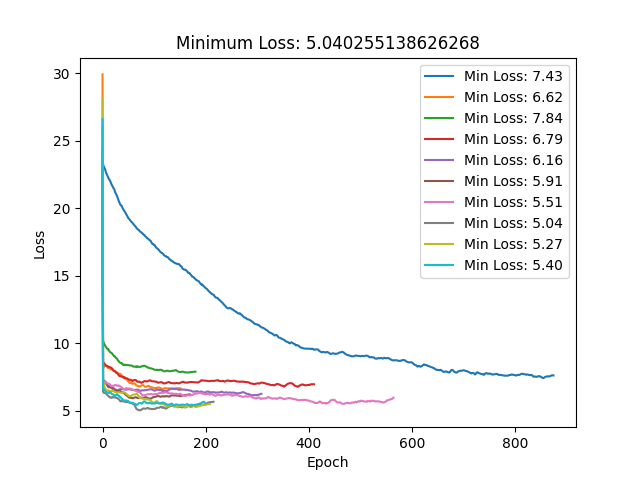 Minimum Loss: 5.040255138626268
30
25
20
15
10
5
Loss
Min Loss: 7.43
Min Loss: 6.62
Min Loss: 7.84
Min Loss: 6.79
Min Loss: 6.16
Min Loss: 5.91
Min Loss: 5.51
Min Loss: 5.04
Min Loss: 5.27
Min Loss: 5.40
0 200 400 600 800
Epoch